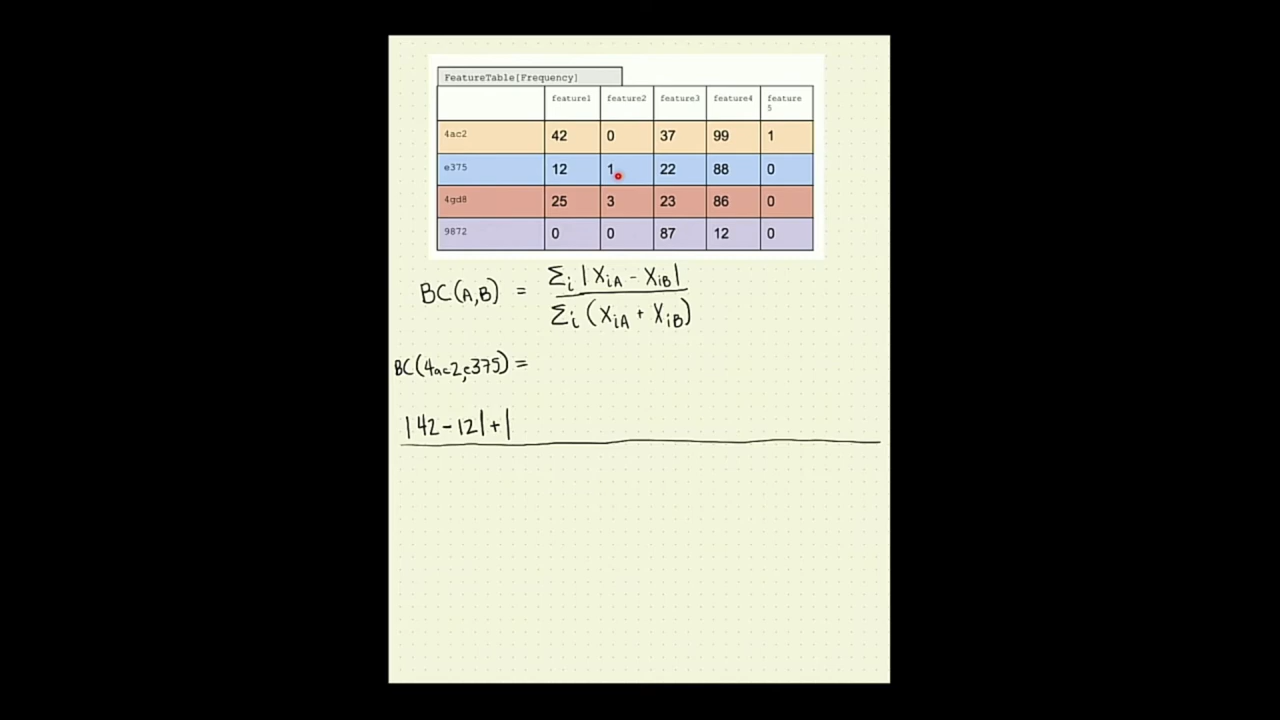 FeatureTable[Frequency]
feature1 feature2 feature3 feature4 feature 5
4ac2 42 0 37 99 1
e375 12 1 22 88 0
4gd8 25 3 23 86 0
9872 0 0 87 12 0
BC(A,B) = Σi |XiA - XiB|
Σi (XiA + XiB)
BC(4ac2,e375) =
|42-12|+|